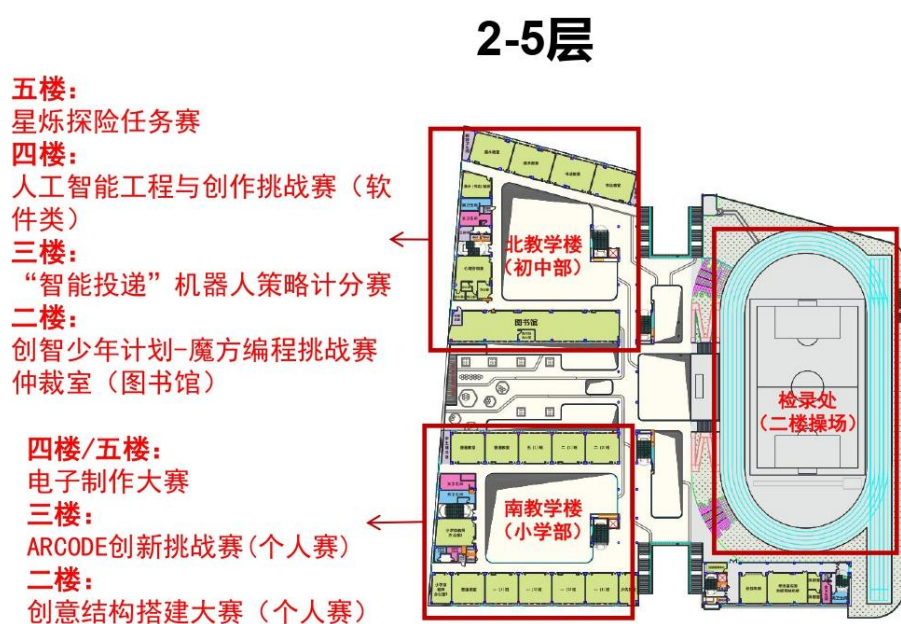 2-5层
五楼：
星烁探险任务赛
四楼：
人工智能工程与创作挑战赛（软
件类）
三楼：
“智能投递”机器人策略计分赛
二楼：
创智少年计划-魔方编程挑战赛
仲裁室（图书馆）
四楼/五楼：
电子制作大赛
三楼：
ARCODE创新挑战赛(个人赛)
二楼：
创意结构搭建大赛（个人赛）
北教学楼
（初中部）
图书馆
南教学楼
（小学部）
检录处
（二楼操场）